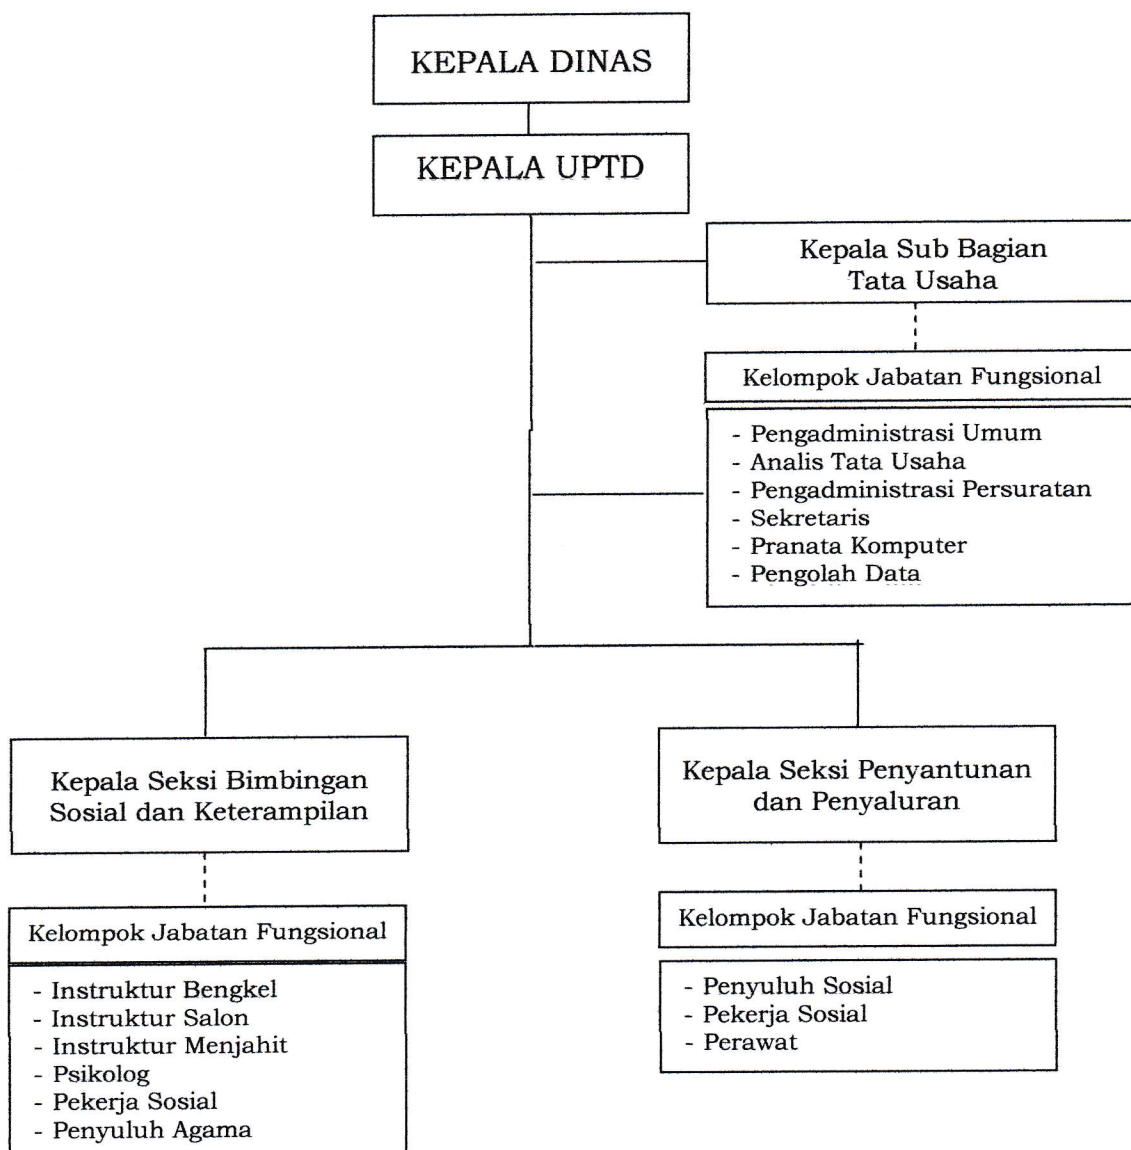 KEPALA DINAS
KEPALA UPTD
Kepala Sub Bagian
Tata Usaha
Kelompok Jabatan Fungsional
- Pengadministrasi Umum
- Analis Tata Usaha
- Pengadministrasi Persuratan
- Sekretaris
- Pranata Komputer
- Pengolah Data
Kepala Seksi Bimbingan
Sosial dan Keterampilan
Kelompok Jabatan Fungsional
- Instruktur Bengkel
- Instruktur Salon
- Instruktur Menjahit
- Psikolog
- Pekerja Sosial
- Penyuluh Agama
Kepala Seksi Penyantunan
dan Penyaluran
Kelompok Jabatan Fungsional
- Penyuluh Sosial
- Pekerja Sosial
- Perawat